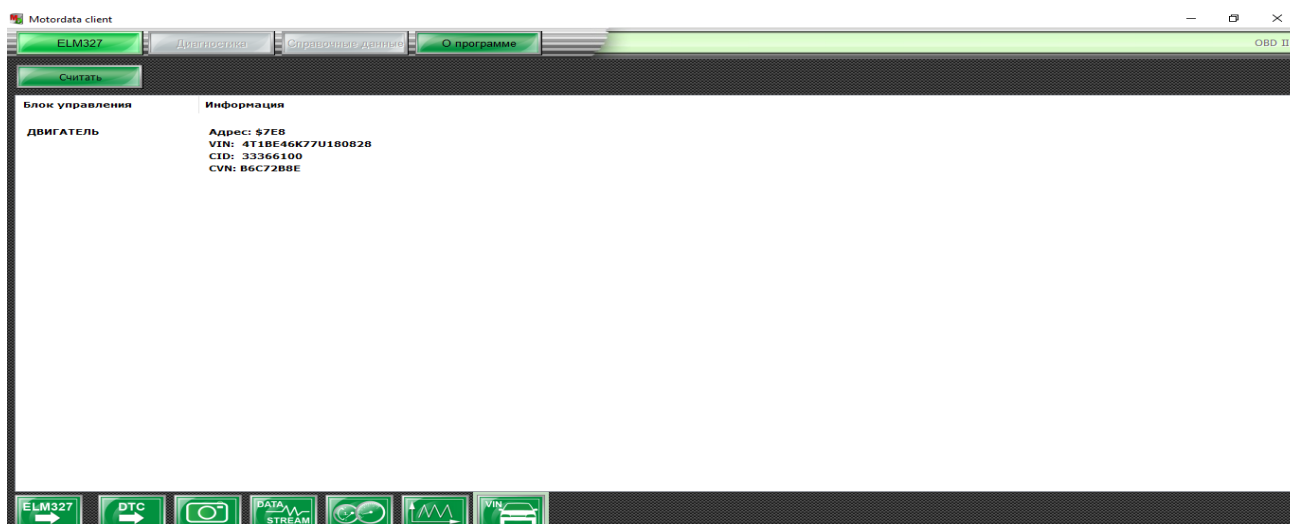 Motordata client
ELM327 Диагностика Справочные данные О программе OBD II
Считать
Блок управления Информация
ДВИГАТЕЛЬ Адрес: $7E8
VIN: 4T1BE46K77U180828
CID: 33366100
CVN: B6C72B8E
ELM327 DTC DATA STREAM VIN